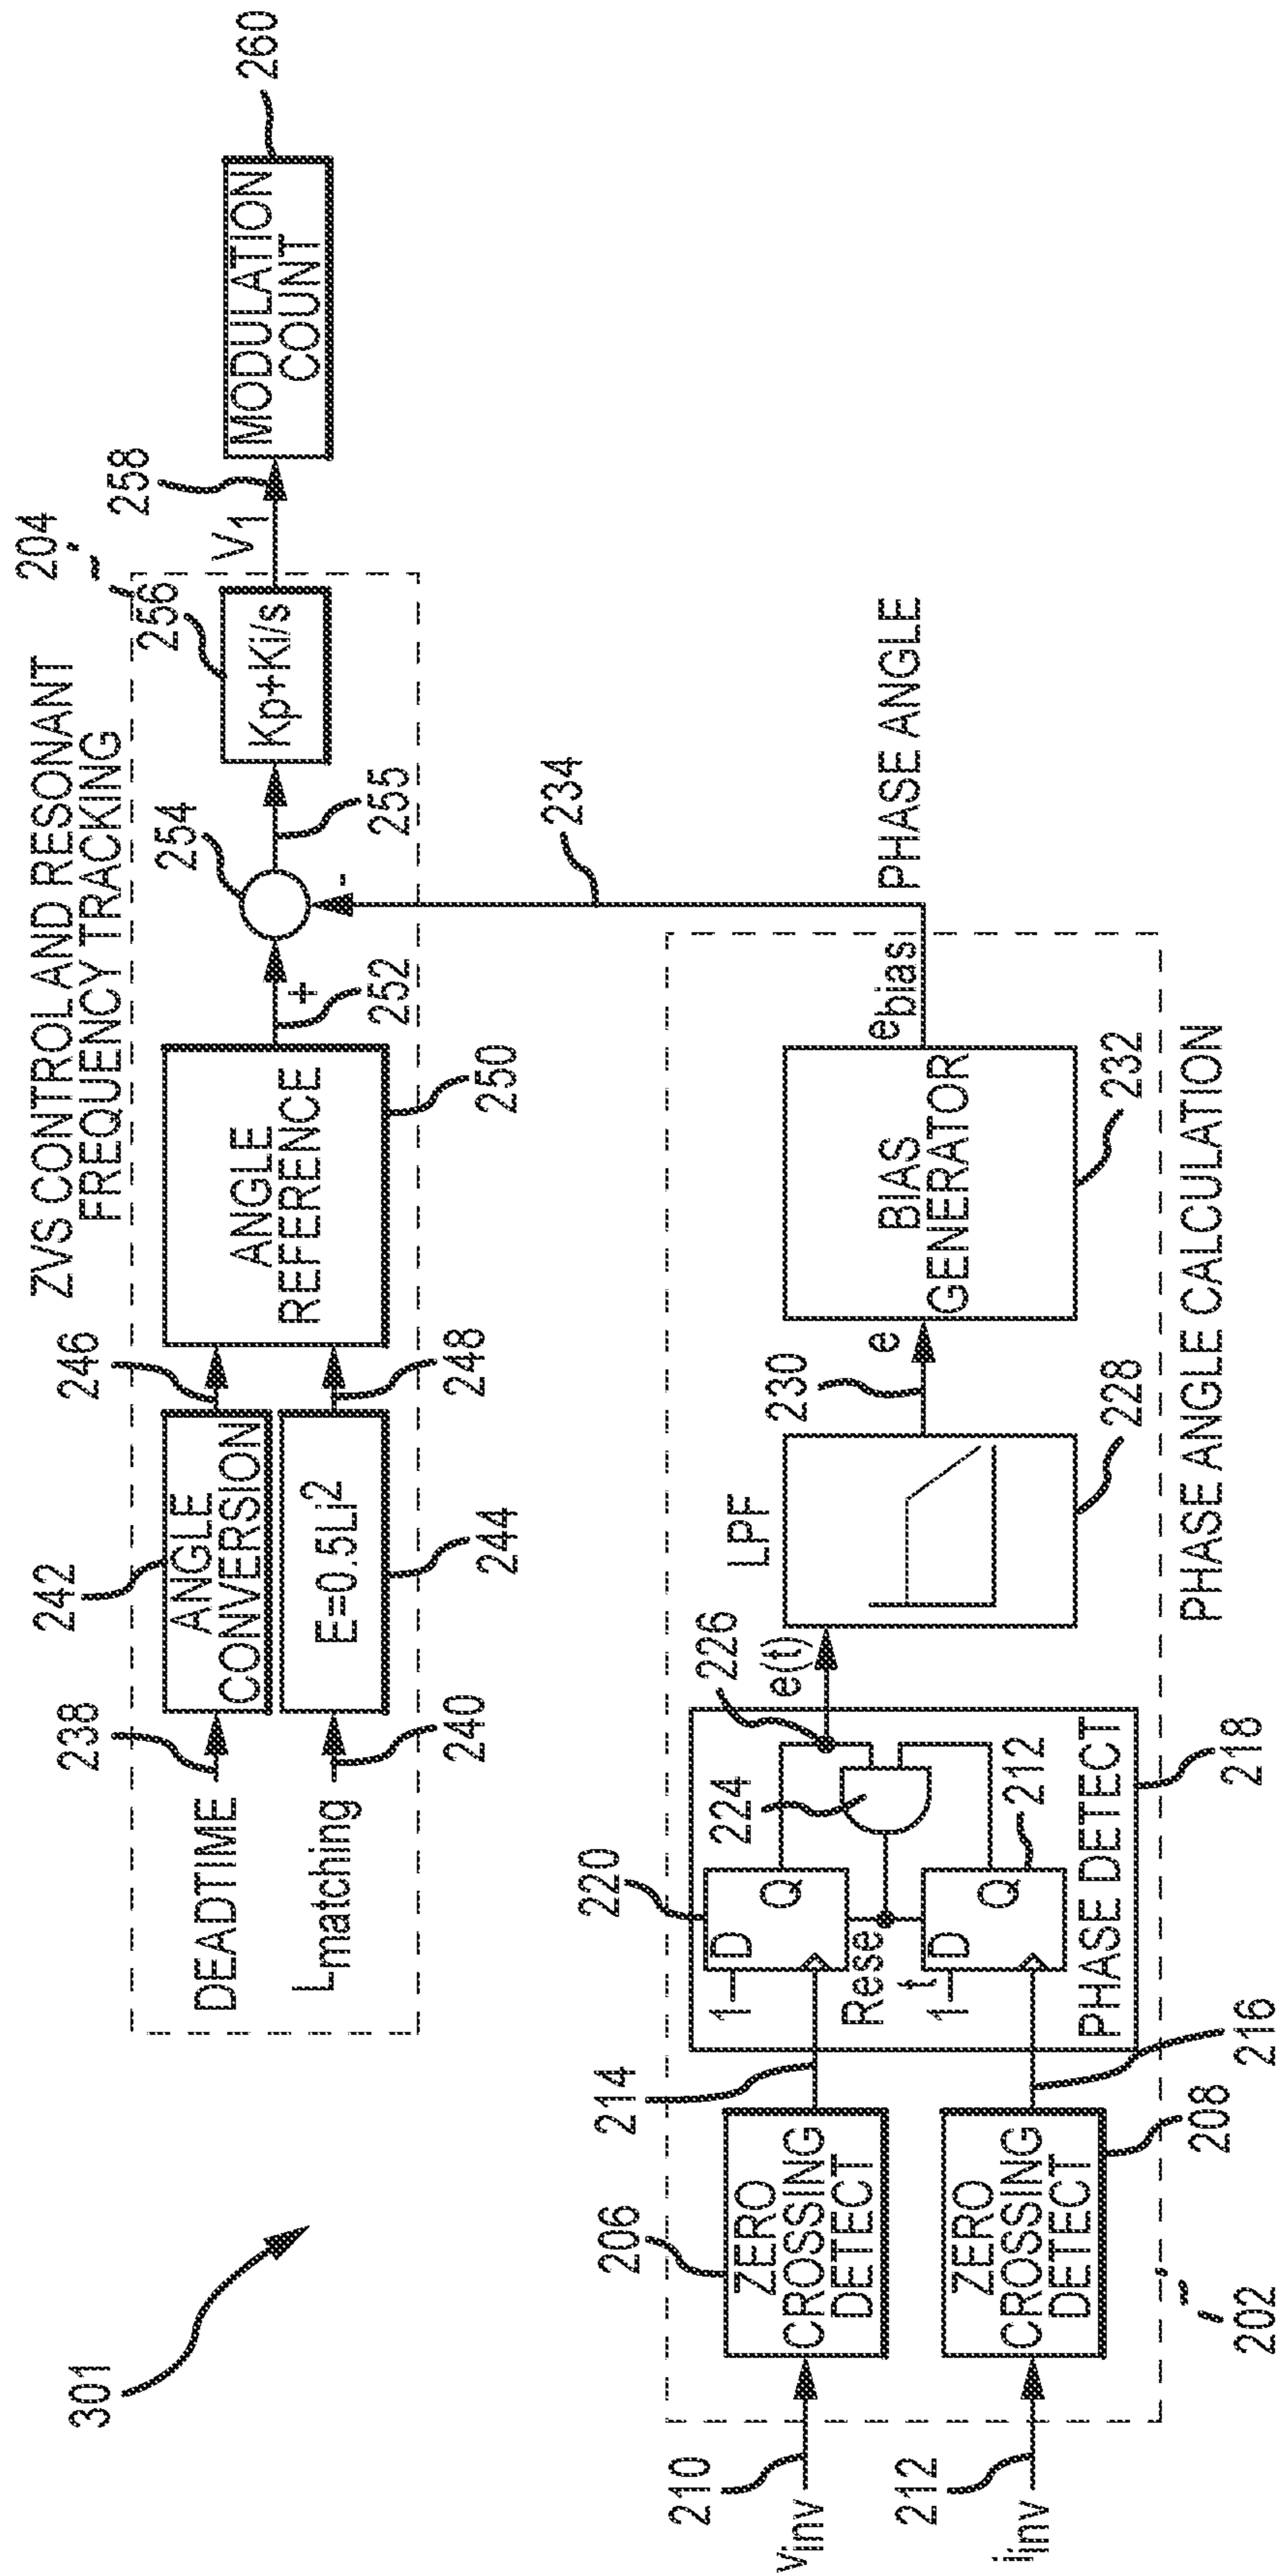 301
ZVS CONTROL AND RESONANT
FREQUENCY TRACKING
204
DEADTIME
238
242
ANGLE
CONVERSION
246
Lmatching
240
E=0.5Li²
244
248
ANGLE
REFERENCE
250
252
+
-
254
255
256
Kp+Ki/s
V1
258
MODULATION
COUNT
260
234
PHASE ANGLE
vinv
210
206
ZERO
CROSSING
DETECT
214
iinv
212
ZERO
CROSSING
DETECT
208
216
202
220
1
D
Q
Rese
t
1
D
Q
212
224
226
PHASE DETECT
218
e(t)
LPF
228
230
e
BIAS
GENERATOR
232
ebias
PHASE ANGLE CALCULATION